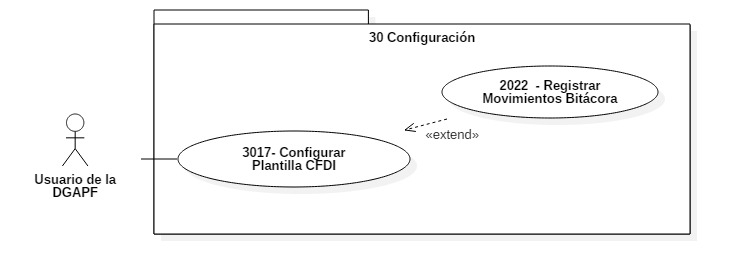 30 Configuración
2022 - Registrar
Movimientos Bitácora
«extend»
3017- Configurar
Plantilla CFDI
Usuario de la
DGAPF